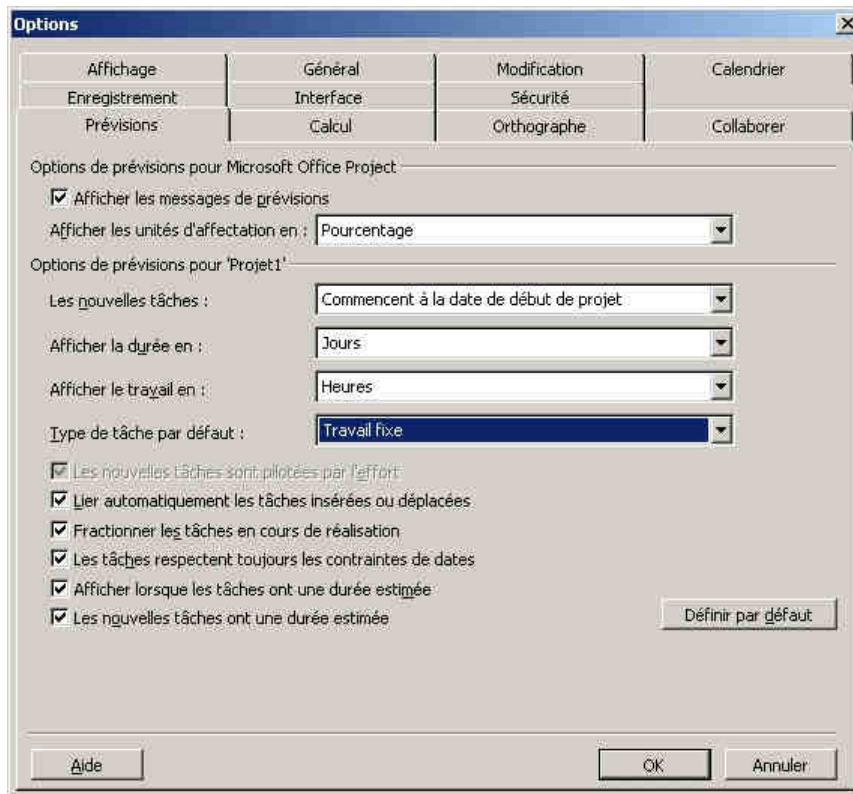 Options
Affichage Général Modification Calendrier
Enregistrement Interface Sécurité
Prévisions Calcul Orthographe Collaborer
Options de prévisions pour Microsoft Office Project
Afficher les messages de prévisions
Afficher les unités d'affectation en : Pourcentage
Options de prévisions pour 'Projet1'
Les nouvelles tâches : Commencent à la date de début de projet
Afficher la durée en : Jours
Afficher le travail en : Heures
Type de tâche par défaut : Travail fixe
Les nouvelles tâches sont pilotées par l'effort
Lier automatiquement les tâches insérées ou déplacées
Fractionner les tâches en cours de réalisation
Les tâches respectent toujours les contraintes de dates
Afficher lorsque les tâches ont une durée estimée
Les nouvelles tâches ont une durée estimée
Définir par défaut
Aide OK Annuler